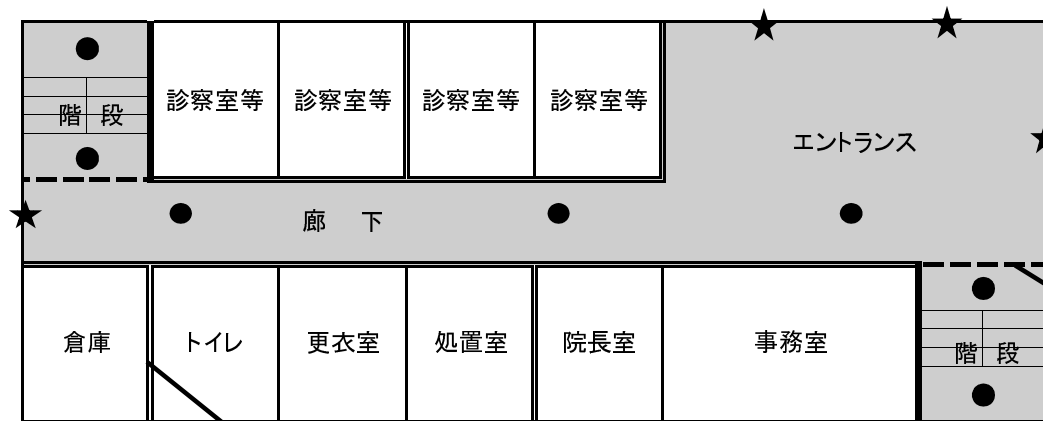 階 段
診察室等
診察室等
診察室等
診察室等
エントランス
廊 下
倉庫
トイレ
更衣室
処置室
院長室
事務室
階 段